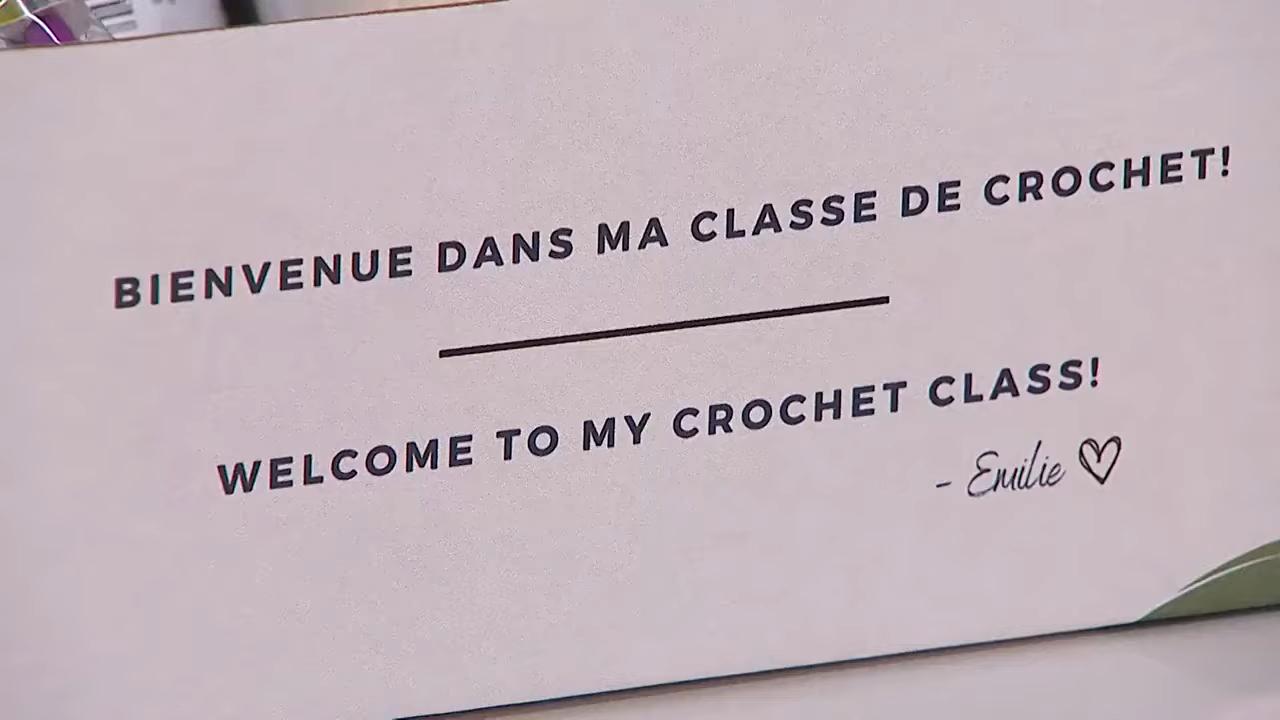 BIENVENUE DANS MA CLASSE DE CROCHET!
WELCOME TO MY CROCHET CLASS!
- Emilie ♡